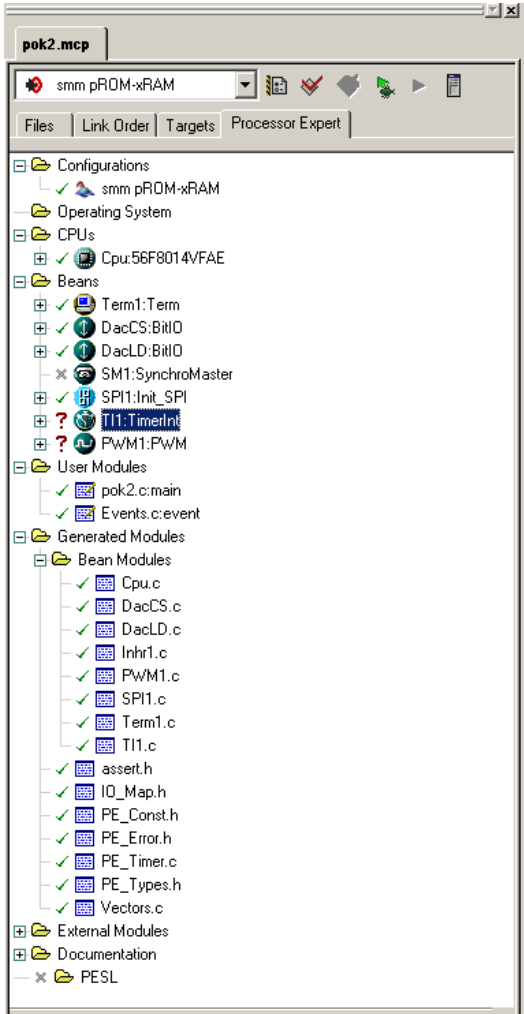 pok2.mcp
smm pROM-xRAM
Files Link Order Targets Processor Expert
Configurations
smm pROM-xRAM
Operating System
CPUs
Cpu:56F8014VFAE
Beans
Term1:Term
DacCS:BitIO
DacLD:BitIO
SM1:SynchroMaster
SPI1:Init_SPI
? TI1:TimerInt
? PWM1:PWM
User Modules
pok2.c:main
Events.c:event
Generated Modules
Bean Modules
Cpu.c
DacCS.c
DacLD.c
Inhr1.c
PWM1.c
SPI1.c
Term1.c
TI1.c
assert.h
IO_Map.h
PE_Const.h
PE_Error.h
PE_Timer.c
PE_Types.h
Vectors.c
External Modules
Documentation
PESL